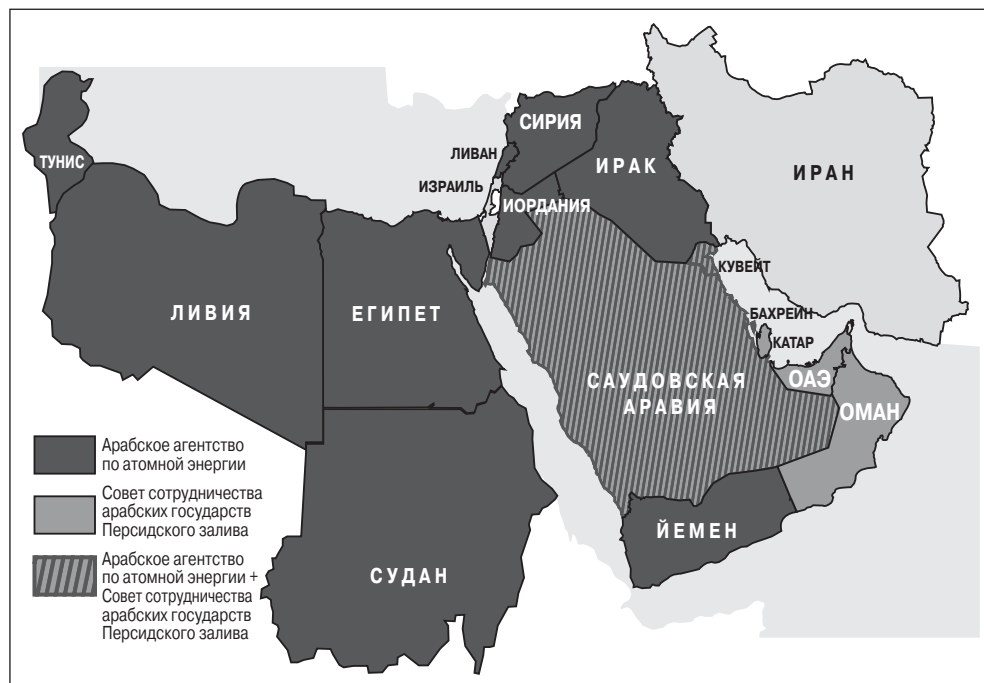 СИРИЯ
ЛИВАН
ТУНИС
ИРАК
ИРАН
ИЗРАИЛЬ
ИОРДАНИЯ
КУВЕЙТ
ЛИВИЯ
ЕГИПЕТ
БАХРЕЙН
КАТАР
САУДОВСКАЯ
АРАВИЯ
ОАЭ
ОМАН
ЙЕМЕН
СУДАН
Арабское агентство
по атомной энергии
Совет сотрудничества
арабских государств
Персидского залива
Арабское агентство
по атомной энергии +
Совет сотрудничества
арабских государств
Персидского залива